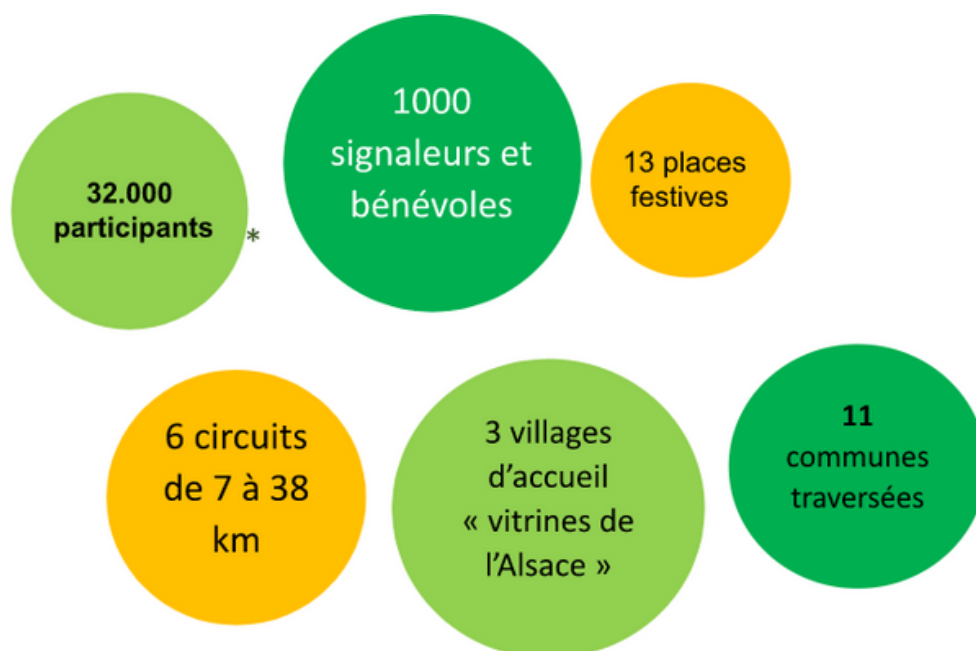 32.000
participants
*
1000
signaleurs et
bénévoles
13 places
festives
6 circuits
de 7 à 38
km
3 villages
d’accueil
« vitrines de
l’Alsace »
11
communes
traversées